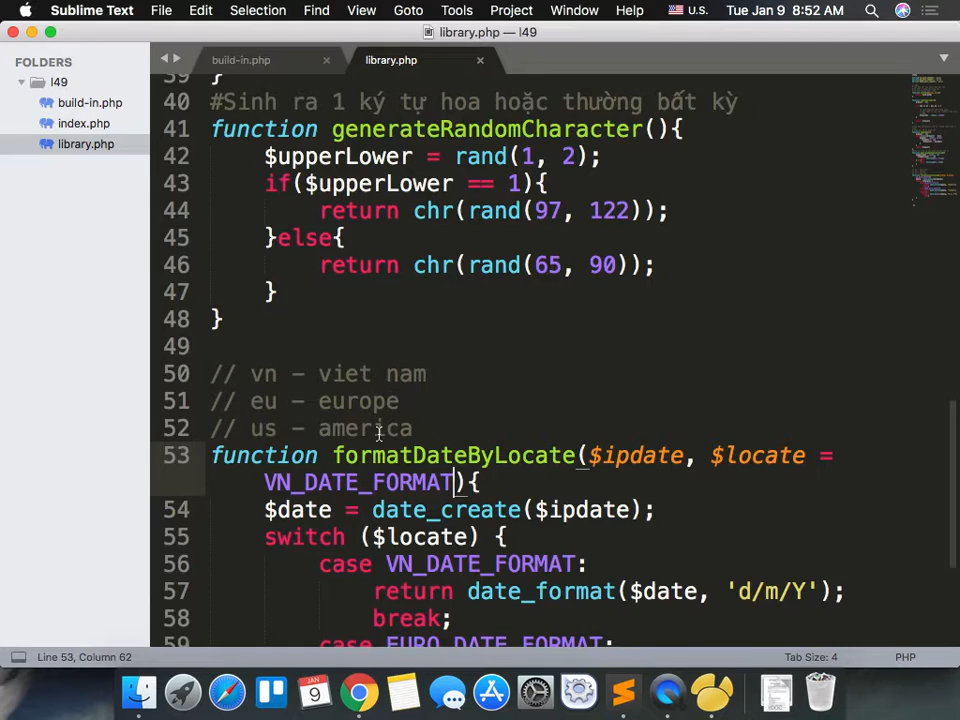 Sublime Text File Edit Selection Find View Goto Tools Project Window Help U.S. Tue Jan 9 8:52 AM
library.php — l49
FOLDERS
l49
build-in.php
index.php
library.php
build-in.php
library.php
39 }
40 #Sinh ra 1 ký tự hoa hoặc thường bất kỳ
41 function generateRandomCharacter(){
42 $upperLower = rand(1, 2);
43 if($upperLower == 1){
44 return chr(rand(97, 122));
45 }else{
46 return chr(rand(65, 90));
47 }
48 }
49
50 // vn - viet nam
51 // eu - europe
52 // us - america
53 function formatDateByLocate($ipdate, $locate =
VN_DATE_FORMAT){
54 $date = date_create($ipdate);
55 switch ($locate) {
56 case VN_DATE_FORMAT:
57 return date_format($date, 'd/m/Y');
58 break;
59 case EURO_DATE_FORMAT:
Line 53, Column 62 Tab Size: 4 PHP
JAN
9